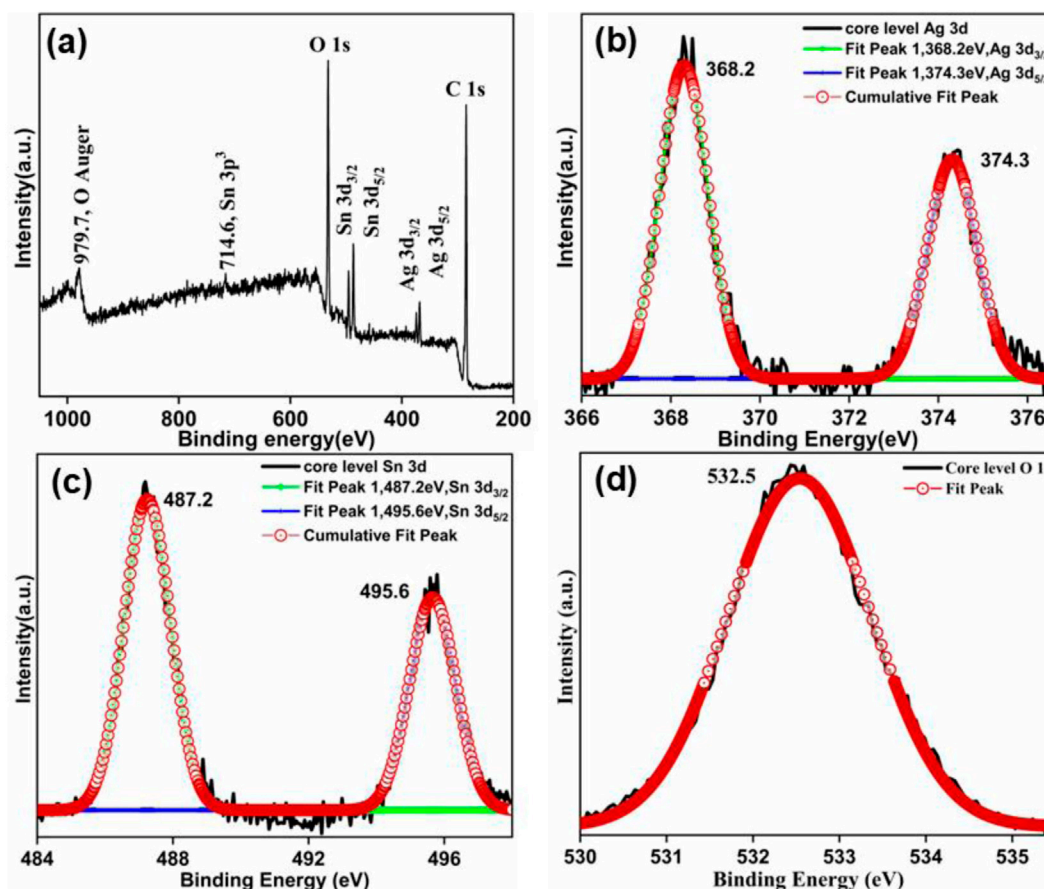 (a)
O 1s
C 1s
979.7, O Auger
714.6, Sn 3p3
Sn 3d3/2
Sn 3d5/2
Ag 3d3/2
Ag 3d5/2
Intensity(a.u.)
1000 800 600 400 200
Binding energy(eV)
(b)
core level Ag 3d
Fit Peak 1,368.2eV,Ag 3d3/
Fit Peak 1,374.3eV,Ag 3d5/
Cumulative Fit Peak
368.2
374.3
Intensity(a.u.)
366 368 370 372 374 376
Binding energy(eV)
(c)
core level Sn 3d
Fit Peak 1,487.2eV,Sn 3d3/2
Fit Peak 1,495.6eV,Sn 3d5/2
Cumulative Fit Peak
487.2
495.6
Intensity(a.u.)
484 488 492 496
Binding Energy (eV)
(d)
Core level O 1
Fit Peak
532.5
Intensity (a.u.)
530 531 532 533 534 535
Binding Energy (eV)